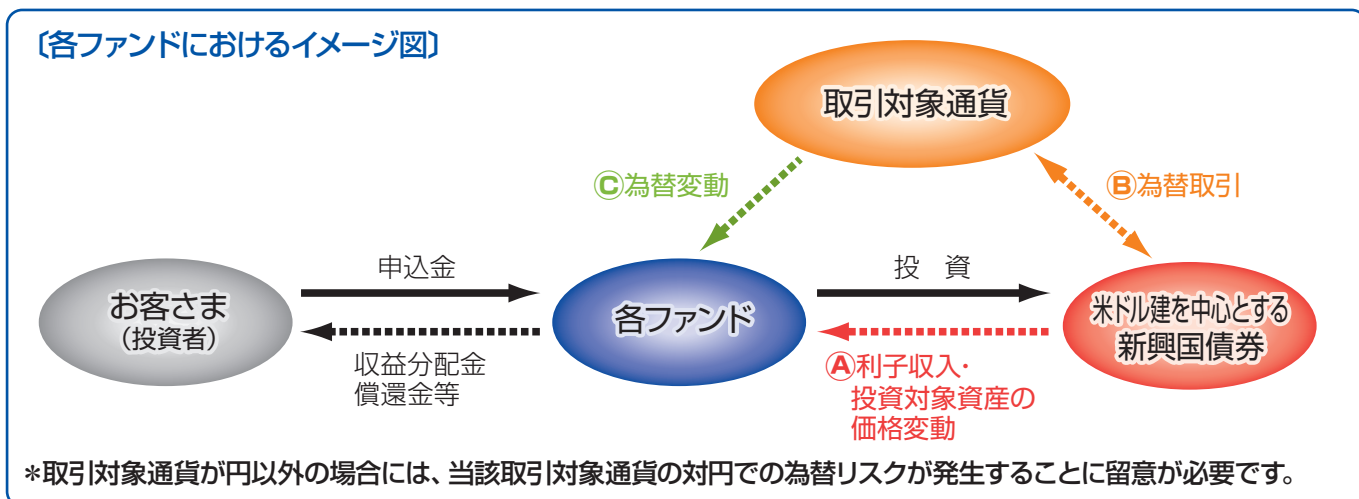 〔各ファンドにおけるイメージ図〕
取引対象通貨
Ⓒ為替変動
Ⓑ為替取引
申込金
投　資
お客さま
（投資者）
各ファンド
米ドル建を中心とする
新興国債券
収益分配金
償還金等
Ⓐ利子収入・
投資対象資産の
価格変動
*取引対象通貨が円以外の場合には、当該取引対象通貨の対円での為替リスクが発生することに留意が必要です。